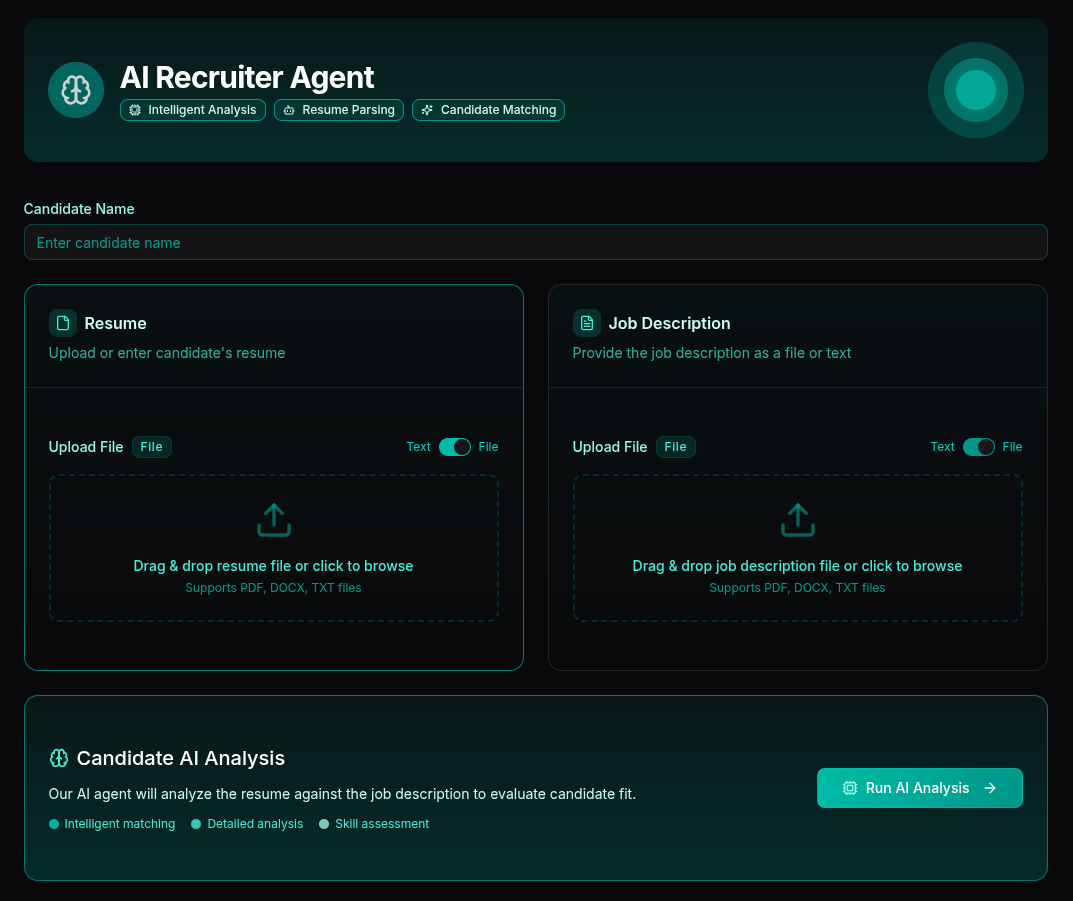 AI Recruiter Agent
Intelligent Analysis
Resume Parsing
Candidate Matching
Candidate Name
Enter candidate name
Resume
Upload or enter candidate's resume
Upload File
File
Text
File
Drag & drop resume file or click to browse
Supports PDF, DOCX, TXT files
Job Description
Provide the job description as a file or text
Upload File
File
Text
File
Drag & drop job description file or click to browse
Supports PDF, DOCX, TXT files
Candidate AI Analysis
Our AI agent will analyze the resume against the job description to evaluate candidate fit.
Intelligent matching
Detailed analysis
Skill assessment
Run AI Analysis